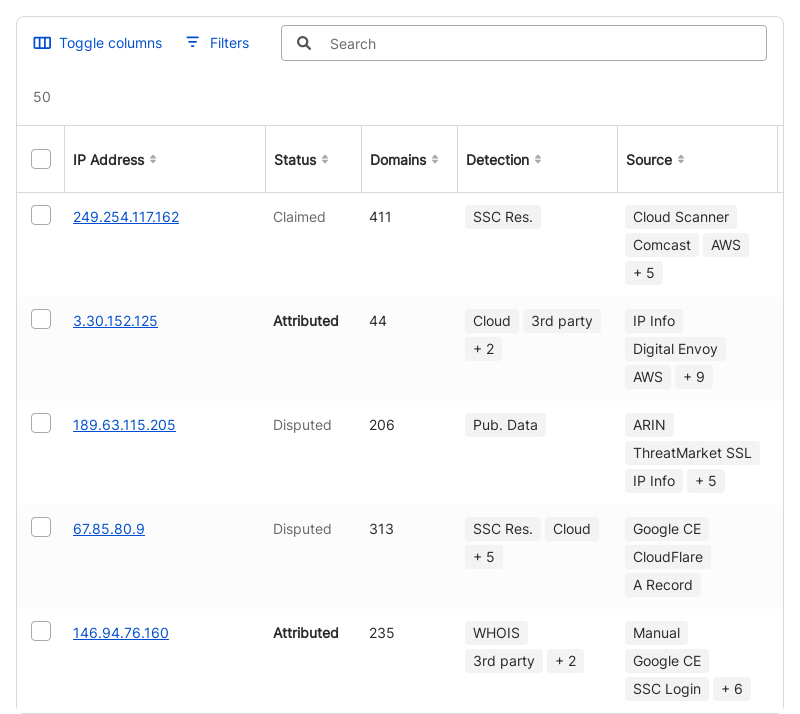 Toggle columns Filters Search
50
IP Address Status Domains Detection Source
249.254.117.162 Claimed 411 SSC Res. Cloud Scanner
Comcast AWS
+ 5
3.30.152.125 Attributed 44 Cloud 3rd party IP Info
+ 2 Digital Envoy
AWS + 9
189.63.115.205 Disputed 206 Pub. Data ARIN
ThreatMarket SSL
IP Info + 5
67.85.80.9 Disputed 313 SSC Res. Cloud Google CE
+ 5 CloudFlare
A Record
146.94.76.160 Attributed 235 WHOIS Manual
3rd party + 2 Google CE
SSC Login + 6